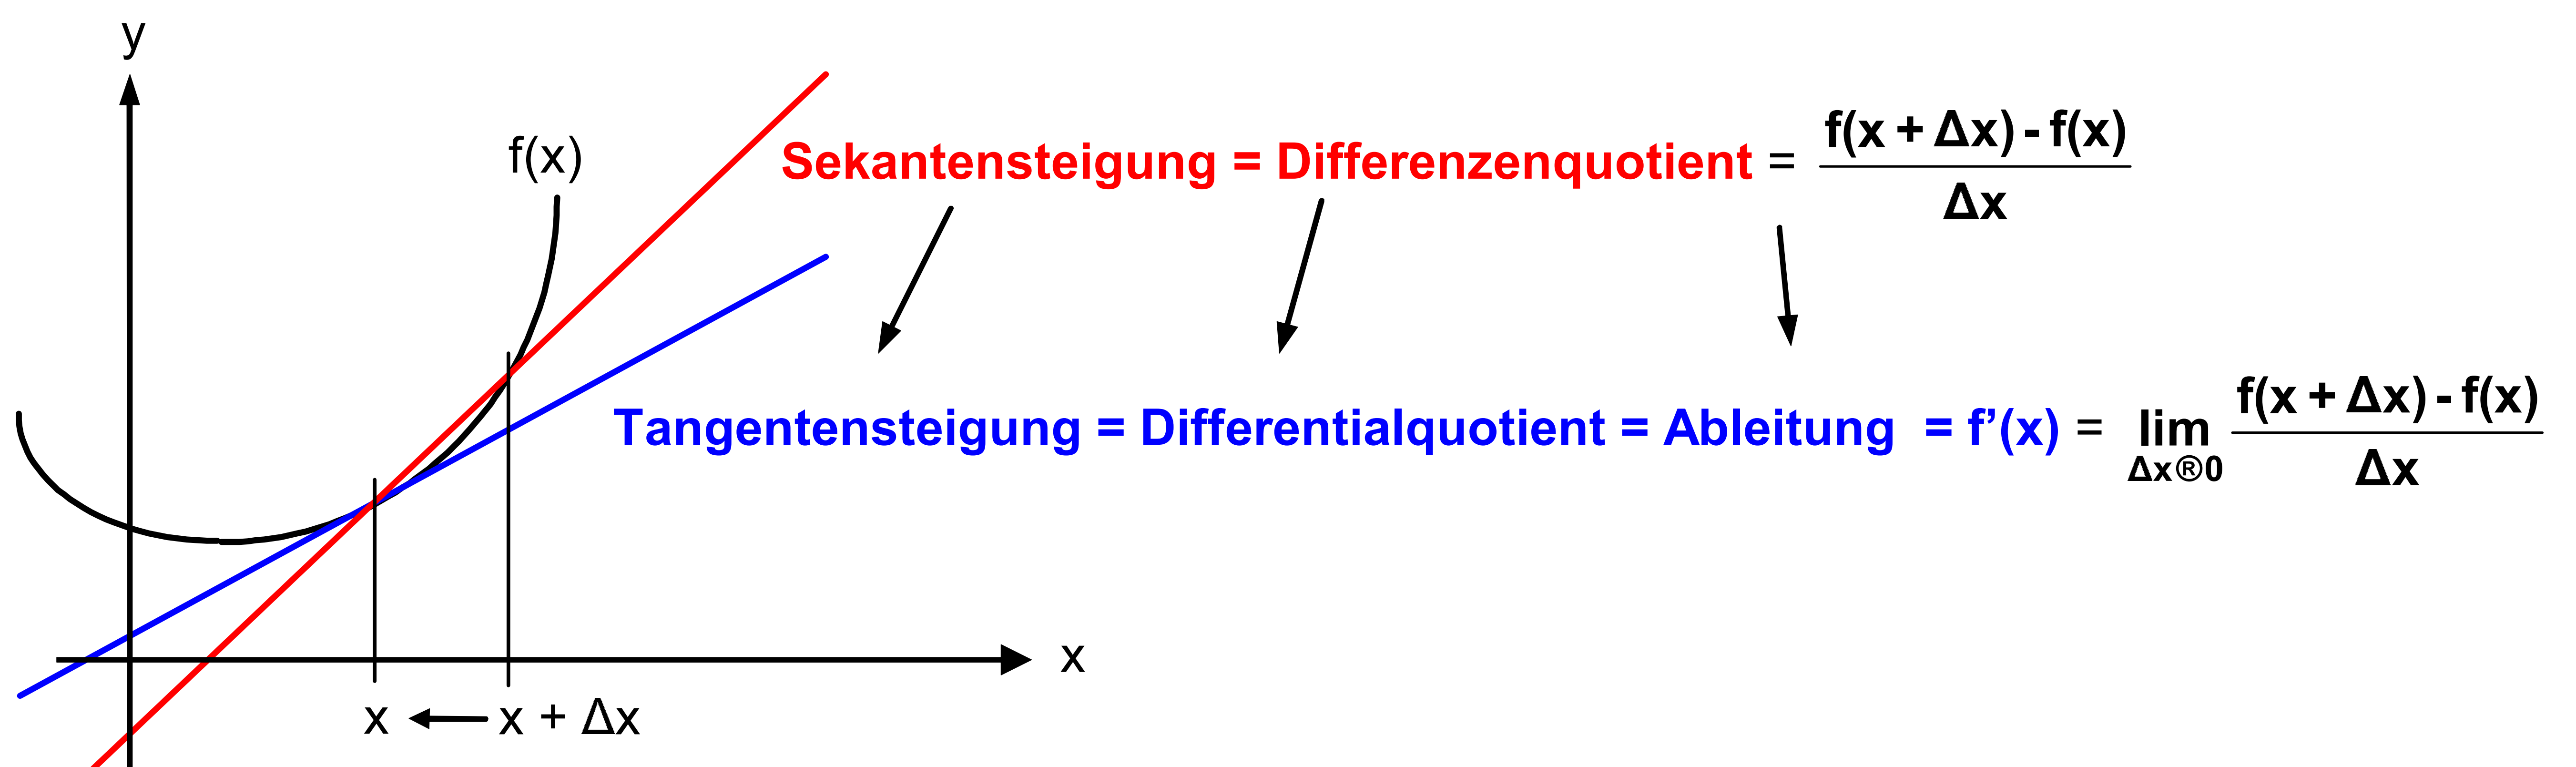 y
f(x)
Sekantensteigung = Differenzenquotient = f(x + Δx) - f(x)
Δx
Tangentensteigung = Differentialquotient = Ableitung = f’(x) = lim f(x + Δx) - f(x)
Δx®0 Δx
x
x x + Δx